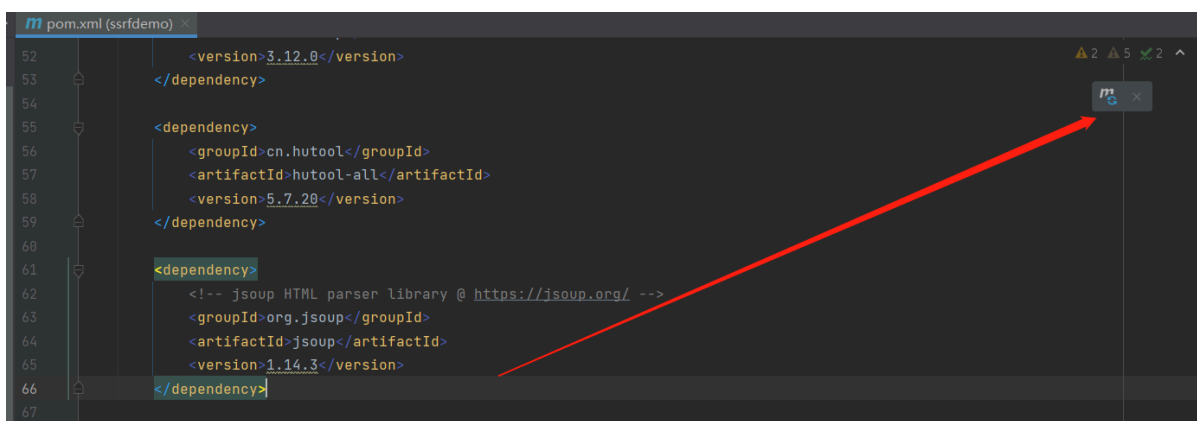 m pom.xml (ssrfdemo) ×
2 5 2
52 <version>3.12.0</version>
53 </dependency>
54
55 <dependency>
56 <groupId>cn.hutool</groupId>
57 <artifactId>hutool-all</artifactId>
58 <version>5.7.20</version>
59 </dependency>
60
61 <dependency>
62 <!-- jsoup HTML parser library @ https://jsoup.org/ -->
63 <groupId>org.jsoup</groupId>
64 <artifactId>jsoup</artifactId>
65 <version>1.14.3</version>
66 </dependency>
67